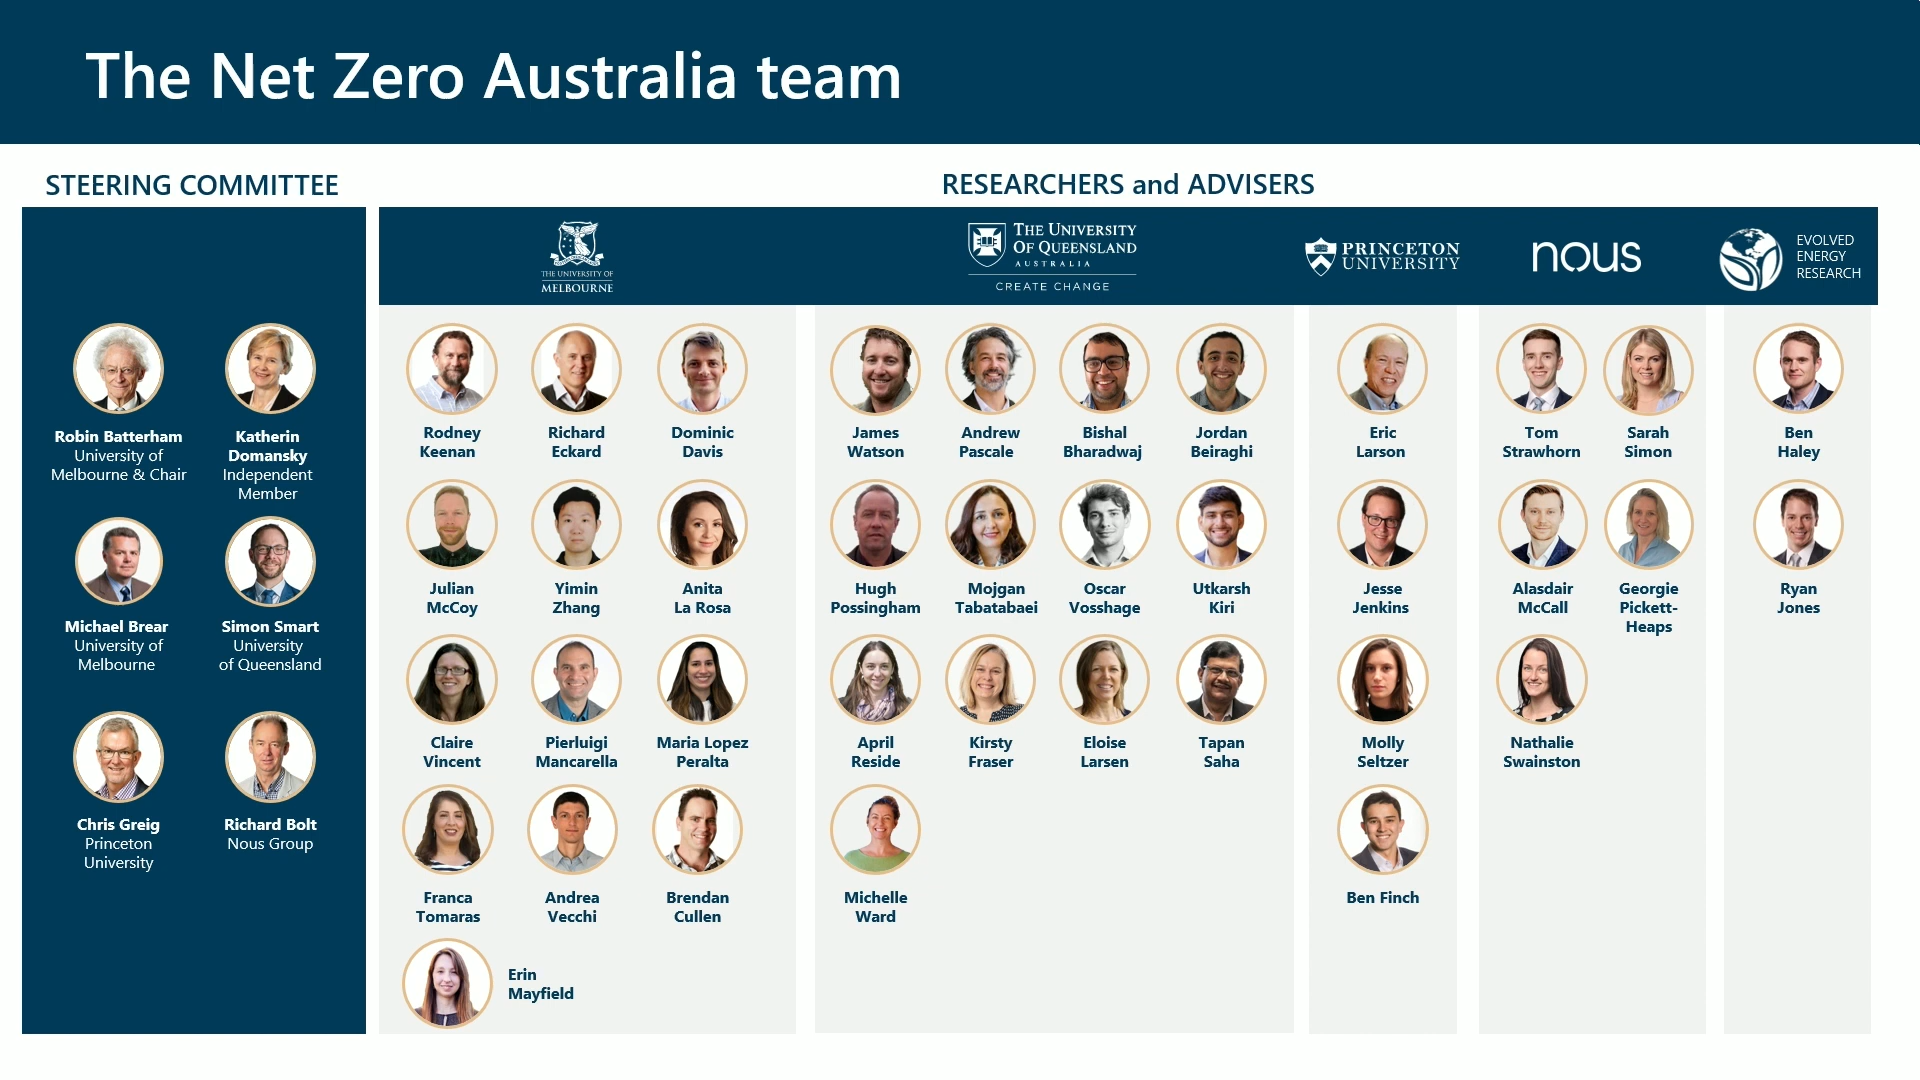 The Net Zero Australia team
STEERING COMMITTEE
Robin Batterham
University of
Melbourne & Chair
Katherin
Domansky
Independent
Member
Michael Brear
University of
Melbourne
Simon Smart
University
of Queensland
Chris Greig
Princeton
University
Richard Bolt
Nous Group
RESEARCHERS and ADVISERS
THE UNIVERSITY OF
MELBOURNE
Rodney
Keenan
Richard
Eckard
Dominic
Davis
Julian
McCoy
Yimin
Zhang
Anita
La Rosa
Claire
Vincent
Pierluigi
Mancarella
Maria Lopez
Peralta
Franca
Tomaras
Andrea
Vecchi
Brendan
Cullen
Erin
Mayfield
THE UNIVERSITY
OF QUEENSLAND
AUSTRALIA
CREATE CHANGE
James
Watson
Andrew
Pascale
Bishal
Bharadwaj
Jordan
Beiraghi
Hugh
Possingham
Mojgan
Tabatabaei
Oscar
Vosshage
Utkarsh
Kiri
April
Reside
Kirsty
Fraser
Eloise
Larsen
Tapan
Saha
Michelle
Ward
PRINCETON
UNIVERSITY
Eric
Larson
Jesse
Jenkins
Molly
Seltzer
Ben Finch
nous
Tom
Strawhorn
Sarah
Simon
Alasdair
McCall
Georgie
Pickett-
Heaps
Nathalie
Swainston
EVOLVED
ENERGY
RESEARCH
Ben
Haley
Ryan
Jones